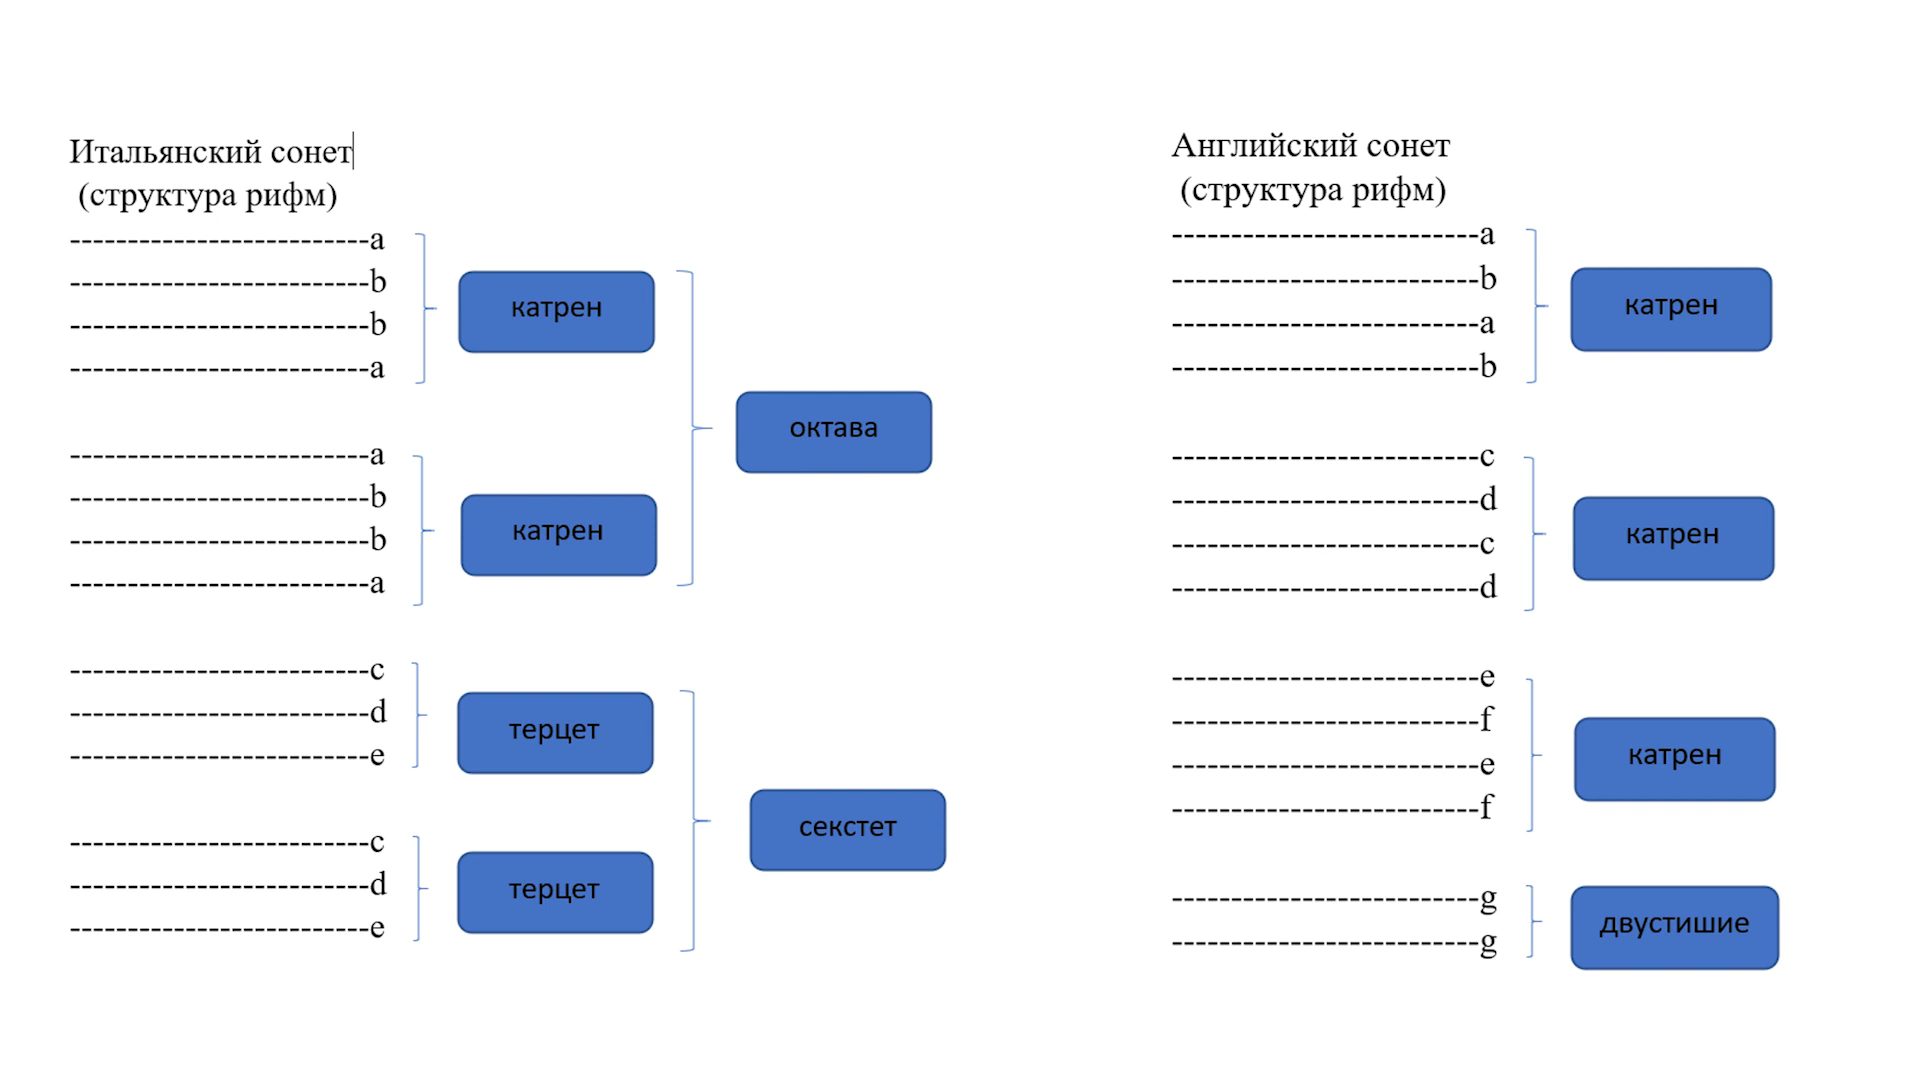 Итальянский сонет
(структура рифм)
--------------------------a
--------------------------b
--------------------------b
--------------------------a
катрен
--------------------------a
--------------------------b
--------------------------b
--------------------------a
катрен
октава
--------------------------c
--------------------------d
--------------------------e
терцет
--------------------------c
--------------------------d
--------------------------e
терцет
секстет
Английский сонет
(структура рифм)
--------------------------a
--------------------------b
--------------------------a
--------------------------b
катрен
--------------------------c
--------------------------d
--------------------------c
--------------------------d
катрен
--------------------------e
--------------------------f
--------------------------e
--------------------------f
катрен
--------------------------g
--------------------------g
двустишие